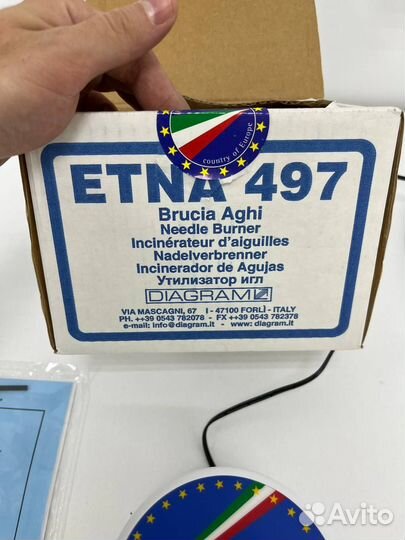 country of Europe
ETNA 497
Brucia Aghi
Needle Burner
Incinérateur d'aiguilles
Nadelverbrenner
Incinerador de Agujas
Утилизатор игл
DIAGRAM
VIA MASCAGNI, 67 I - 47100 FORLÌ - ITALY
PH. ++39 0543 782078 - FX ++39 0543 782378
e-mail: info@diagram.it - www.diagram.it
Avito